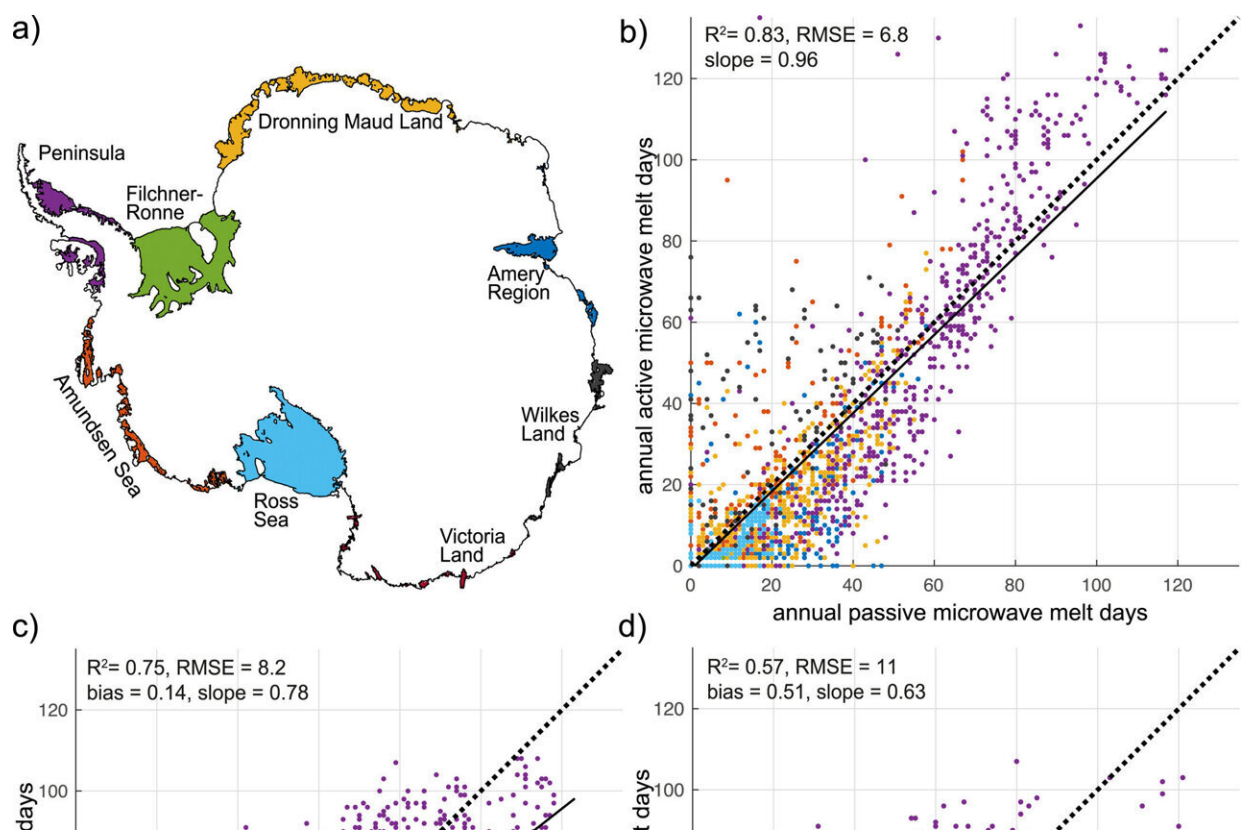 a)
Dronning Maud Land
Peninsula
Filchner-
Ronne
Amery
Region
Amundsen Sea
Wilkes
Land
Ross
Sea
Victoria
Land
b)
R²= 0.83, RMSE = 6.8
slope = 0.96
annual active microwave melt days
120
100
80
60
40
20
0
0 20 40 60 80 100 120
annual passive microwave melt days
c)
R²= 0.75, RMSE = 8.2
bias = 0.14, slope = 0.78
120
100
days
d)
R²= 0.57, RMSE = 11
bias = 0.51, slope = 0.63
120
100
days